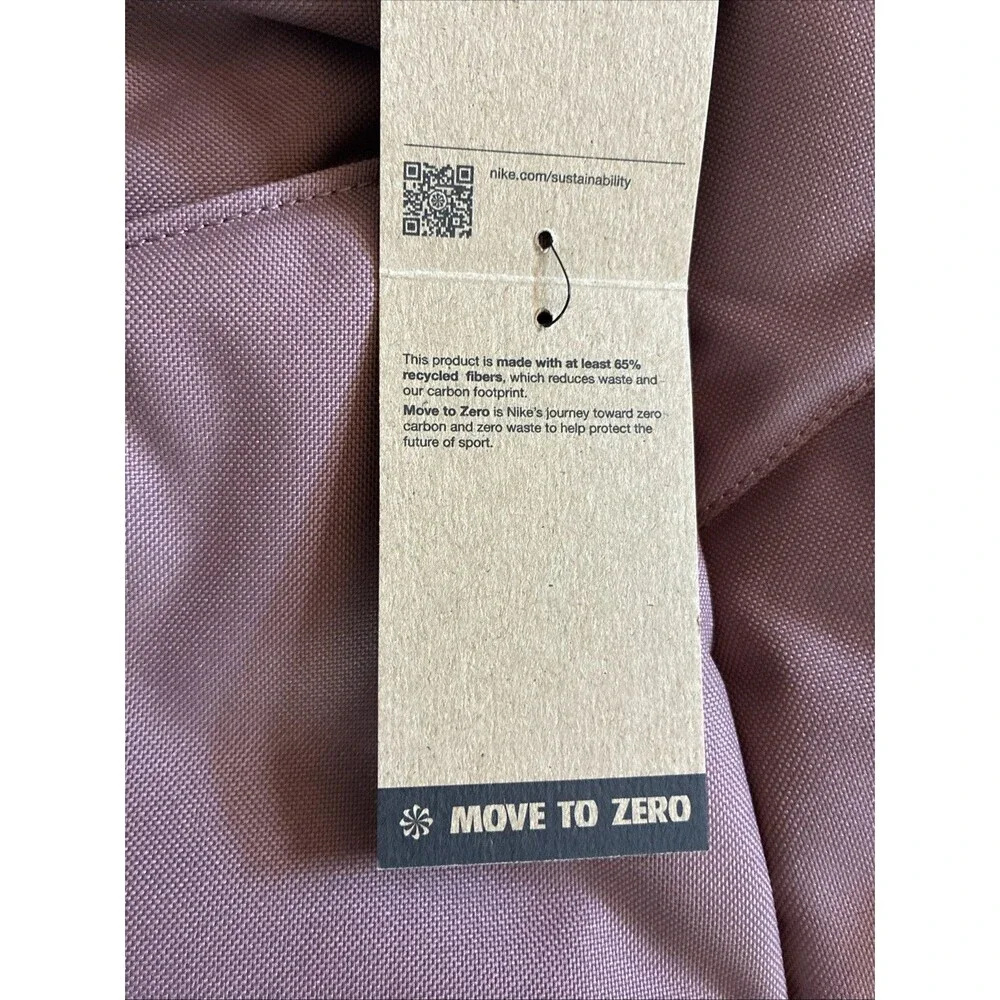 nike.com/sustainability
This product is made with at least 65%
recycled fibers, which reduces waste and
our carbon footprint.
Move to Zero is Nike's journey toward zero
carbon and zero waste to help protect the
future of sport.
MOVE TO ZERO